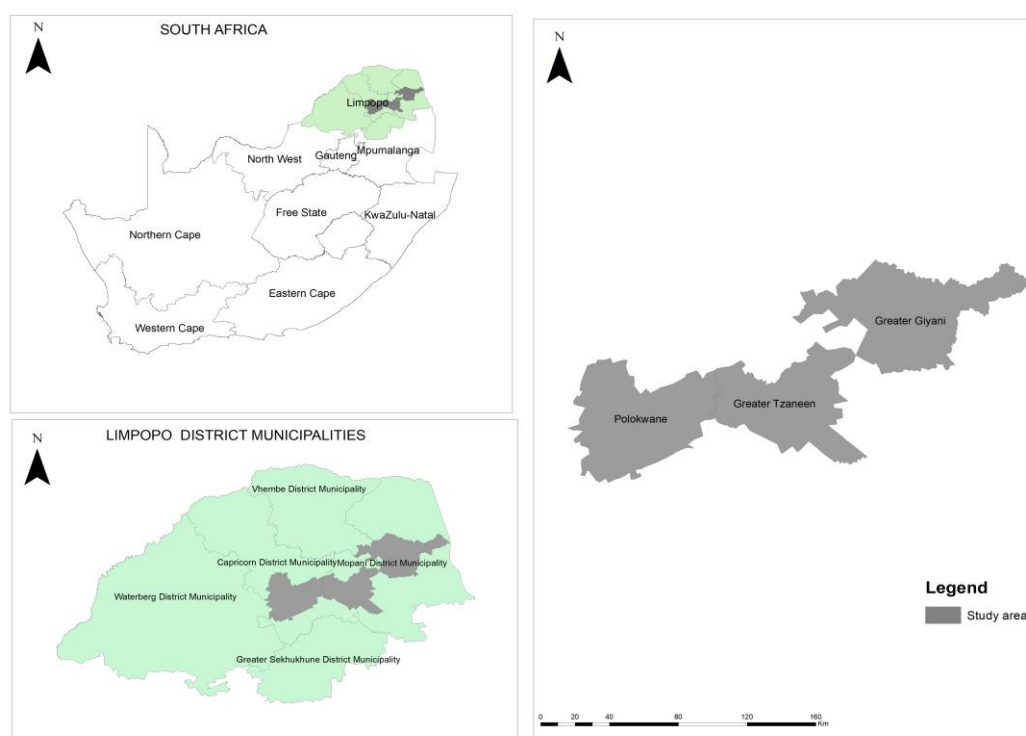 N
SOUTH AFRICA
Limpopo
North West
Gauteng
Mpumalanga
Free State
KwaZulu-Natal
Northern Cape
Eastern Cape
Western Cape
N
LIMPOPO DISTRICT MUNICIPALITIES
Vhembe District Municipality
Capricorn District Municipality
Mopani District Municipality
Waterberg District Municipality
Greater Sekhukhune District Municipality
N
Greater Giyani
Greater Tzaneen
Polokwane
Legend
Study area
0 20 40 80 120 160
Km